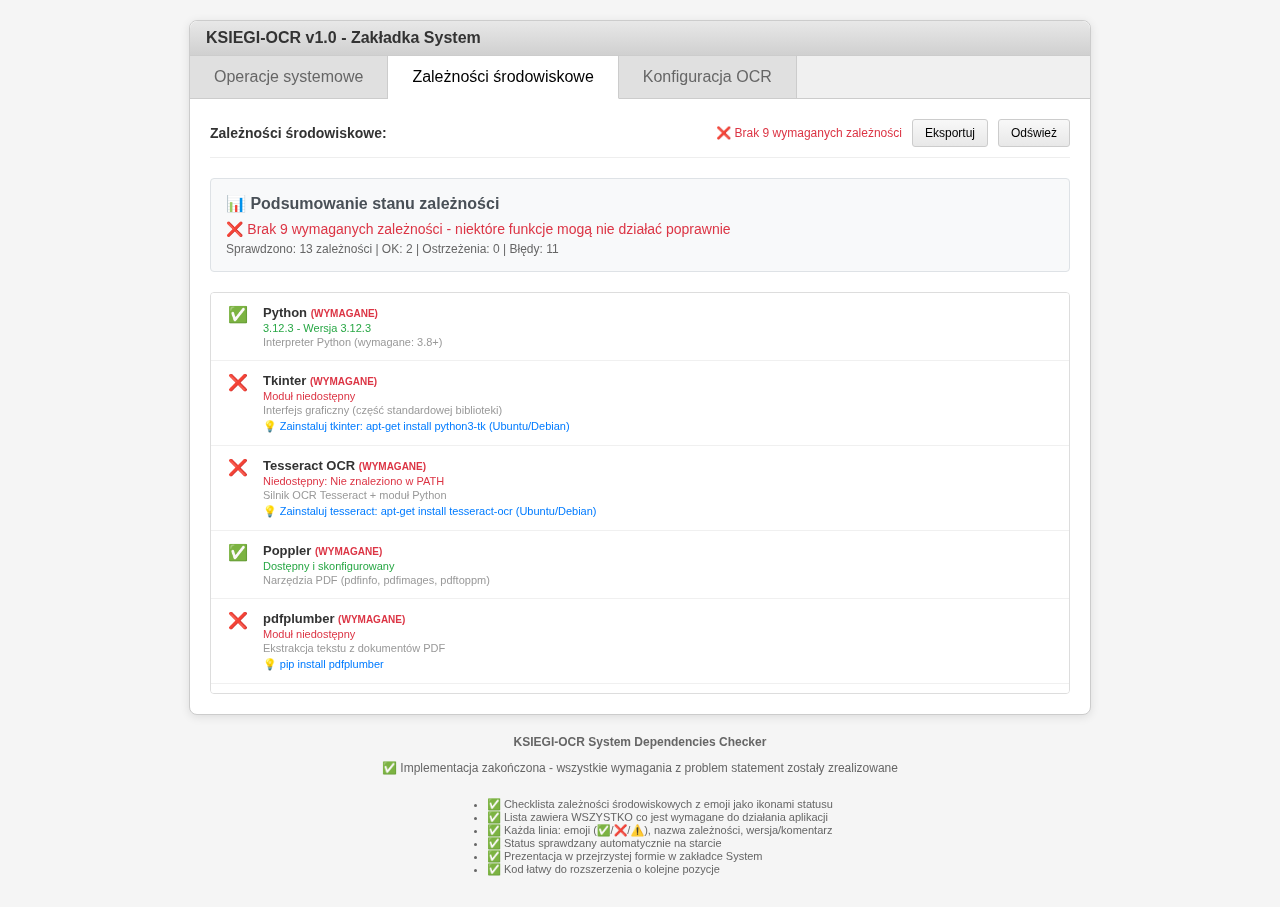 KSIEGI-OCR v1.0 - Zakładka System
Operacje systemowe
Zależności środowiskowe
Konfiguracja OCR
Zależności środowiskowe:
❌ Brak 9 wymaganych zależności
Eksportuj
Odśwież
📊 Podsumowanie stanu zależności
❌ Brak 9 wymaganych zależności - niektóre funkcje mogą nie działać poprawnie
Sprawdzono: 13 zależności | OK: 2 | Ostrzeżenia: 0 | Błędy: 11
✅ Python (WYMAGANE)
3.12.3 - Wersja 3.12.3
Interpreter Python (wymagane: 3.8+)
❌ Tkinter (WYMAGANE)
Moduł niedostępny
Interfejs graficzny (część standardowej biblioteki)
💡 Zainstaluj tkinter: apt-get install python3-tk (Ubuntu/Debian)
❌ Tesseract OCR (WYMAGANE)
Niedostępny: Nie znaleziono w PATH
Silnik OCR Tesseract + moduł Python
💡 Zainstaluj tesseract: apt-get install tesseract-ocr (Ubuntu/Debian)
✅ Poppler (WYMAGANE)
Dostępny i skonfigurowany
Narzędzia PDF (pdfinfo, pdfimages, pdftoppm)
❌ pdfplumber (WYMAGANE)
Moduł niedostępny
Ekstrakcja tekstu z dokumentów PDF
💡 pip install pdfplumber
KSIEGI-OCR System Dependencies Checker
✅ Implementacja zakończona - wszystkie wymagania z problem statement zostały zrealizowane
• ✅ Checklista zależności środowiskowych z emoji jako ikonami statusu
• ✅ Lista zawiera WSZYSTKO co jest wymagane do działania aplikacji
• ✅ Każda linia: emoji (✅/❌/⚠️), nazwa zależności, wersja/komentarz
• ✅ Status sprawdzany automatycznie na starcie
• ✅ Prezentacja w przejrzystej formie w zakładce System
• ✅ Kod łatwy do rozszerzenia o kolejne pozycje